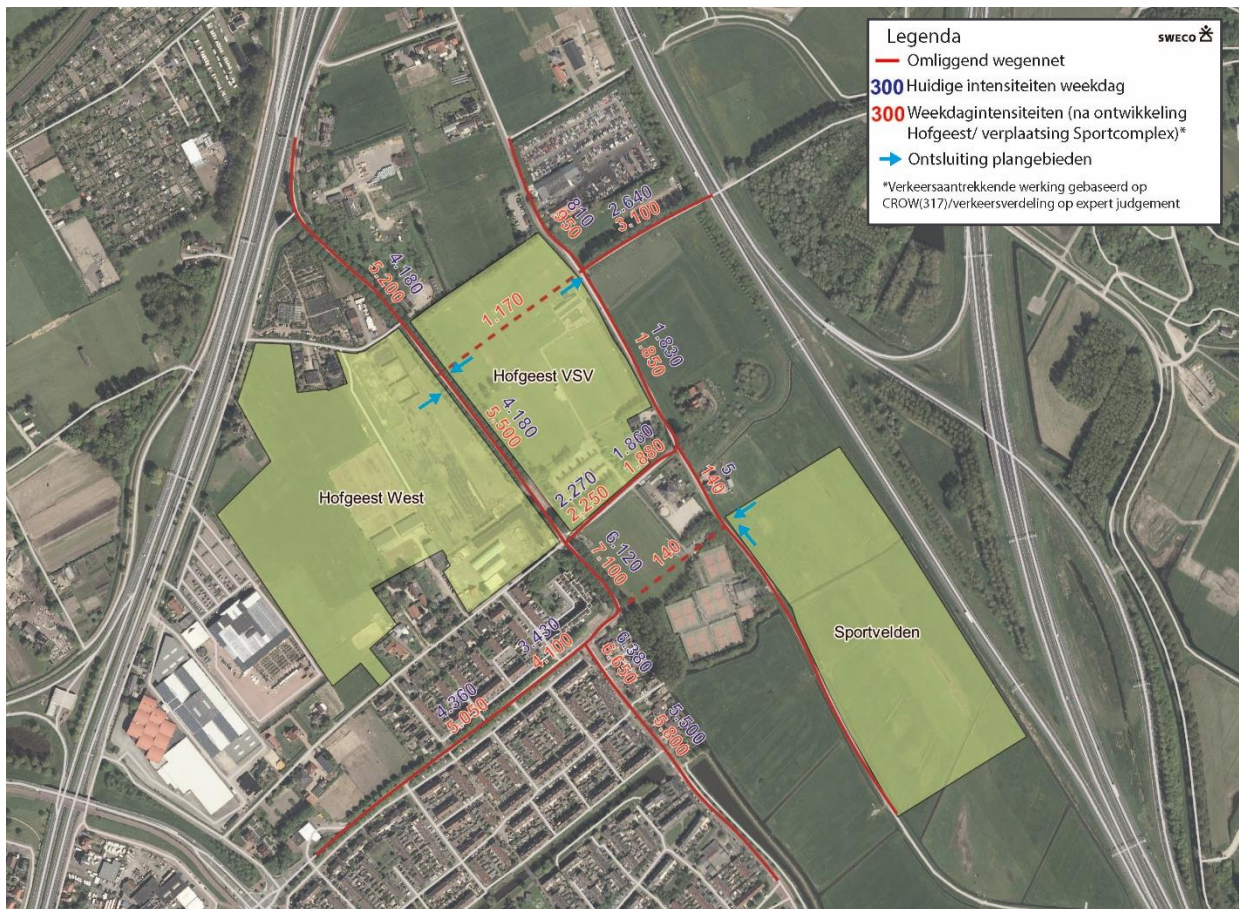 Legenda
SWECO
Omliggend wegennet
300 Huidige intensiteiten weekdag
300 Weekdagintensiteiten (na ontwikkeling
Hofgeest/ verplaatsing Sportcomplex)*
Ontsluiting plangebieden
*Verkeersaantrekkende werking gebaseerd op
CROW(317)/verkeersverdeling op expert judgement
810
950
2.640
3.100
4.180
5.200
1.170
1.830
1.850
Hofgeest VSV
4.180
5.500
1.860
1.880
2.270
2.250
5
140
Hofgeest West
6.120
7.100
140
Sportvelden
3.430
4.100
6.380
6.650
4.360
5.050
5.500
5.800